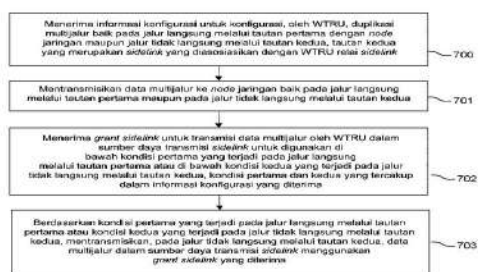 Menerima informasi konfigurasi untuk konfigurasi, oleh WTRU, duplikasi
multijalur baik pada jalur langsung melalui tautan pertama dengan node
jaringan maupun jalur tidak langsung melalui tautan kedua, tautan kedua
yang merupakan sidelink yang diasosiasikan dengan WTRU relai sidelink
700
Mentransmisikan data multijalur ke node jaringan baik pada jalur langsung
melalui tautan pertama maupun pada jalur tidak langsung melalui tautan kedua
701
Menerima grant sidelink untuk transmisi data multijalur oleh WTRU dalam
sumber daya transmisi sidelink untuk digunakan di
bawah kondisi pertama yang terjadi pada jalur langsung
melalui tautan pertama atau di bawah kondisi kedua yang terjadi pada jalur
tidak langsung melalui tautan kedua, kondisi pertama dan kedua yang tercakup
dalam informasi konfigurasi yang diterima
702
Berdasarkan kondisi pertama yang terjadi pada jalur langsung melalui tautan
pertama atau kondisi kedua yang terjadi pada jalur tidak langsung melalui tautan
kedua, mentransmisikan, pada jalur tidak langsung melalui tautan kedua, data
multijalur dalam sumber daya transmisi sidelink menggunakan
grant sidelink yang diterima
703